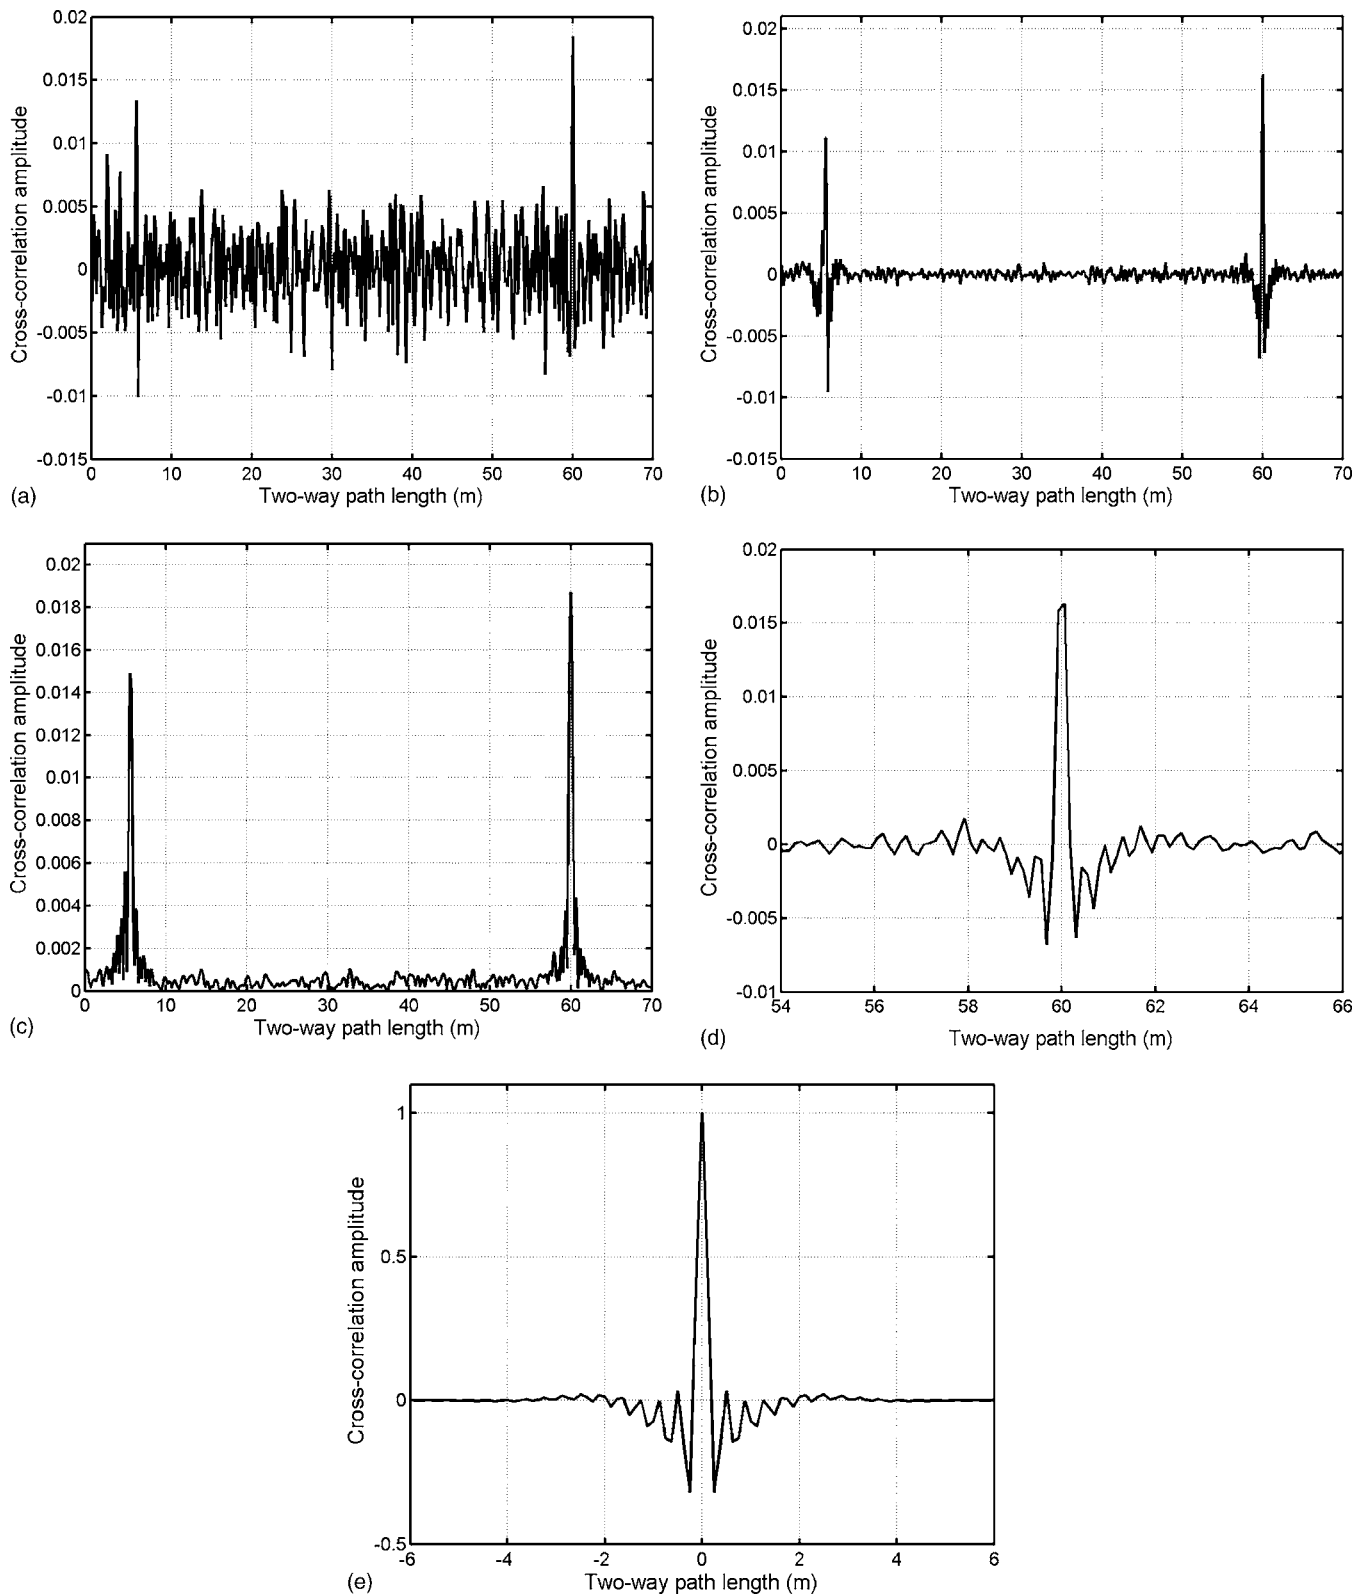 0.02
0.015
0.01
0.005
0
-0.005
-0.01
-0.015
Cross-correlation amplitude
0 10 20 30 40 50 60 70
Two-way path length (m)
(a)
0.02
0.015
0.01
0.005
0
-0.005
-0.01
-0.015
Cross-correlation amplitude
0 10 20 30 40 50 60 70
Two-way path length (m)
(b)
0.02
0.018
0.016
0.014
0.012
0.01
0.008
0.006
0.004
0.002
0
Cross-correlation amplitude
0 10 20 30 40 50 60 70
Two-way path length (m)
(c)
0.02
0.015
0.01
0.005
0
-0.005
-0.01
Cross-correlation amplitude
54 56 58 60 62 64 66
Two-way path length (m)
(d)
1
0.5
0
-0.5
Cross-correlation amplitude
-6 -4 -2 0 2 4 6
Two-way path length (m)
(e)